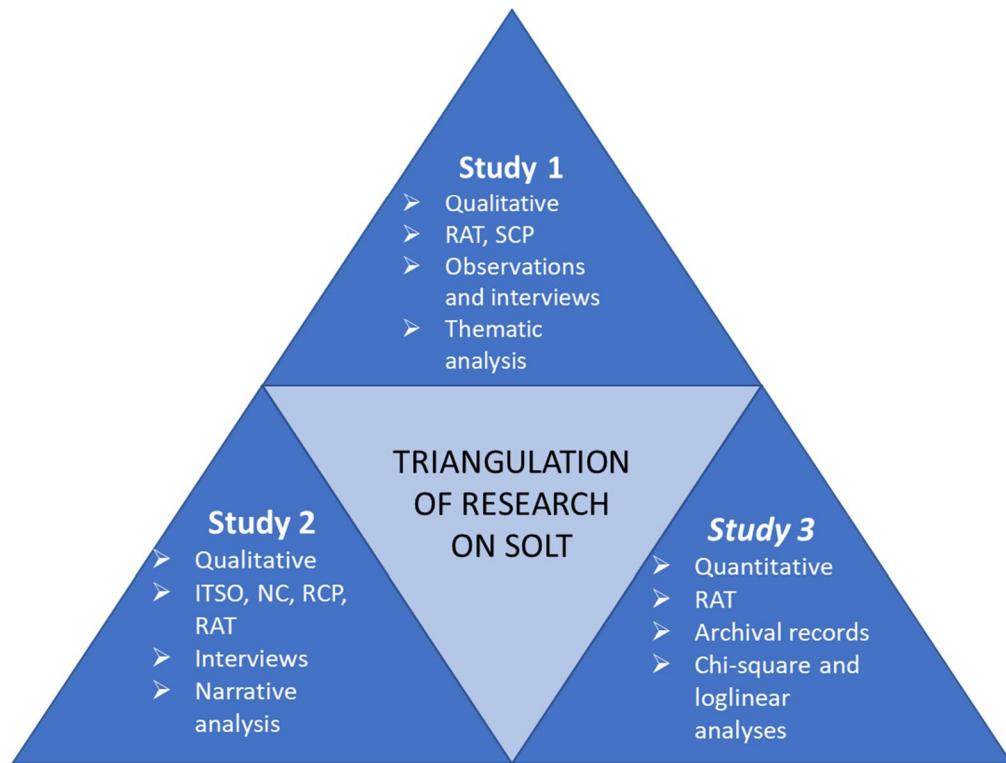 Study 1
➢ Qualitative
➢ RAT, SCP
➢ Observations
and interviews
➢ Thematic
analysis
TRIANGULATION
OF RESEARCH
ON SOLT
Study 2
➢ Qualitative
➢ ITSO, NC, RCP,
RAT
➢ Interviews
➢ Narrative
analysis
Study 3
➢ Quantitative
➢ RAT
➢ Archival records
➢ Chi-square and
loglinear
analyses